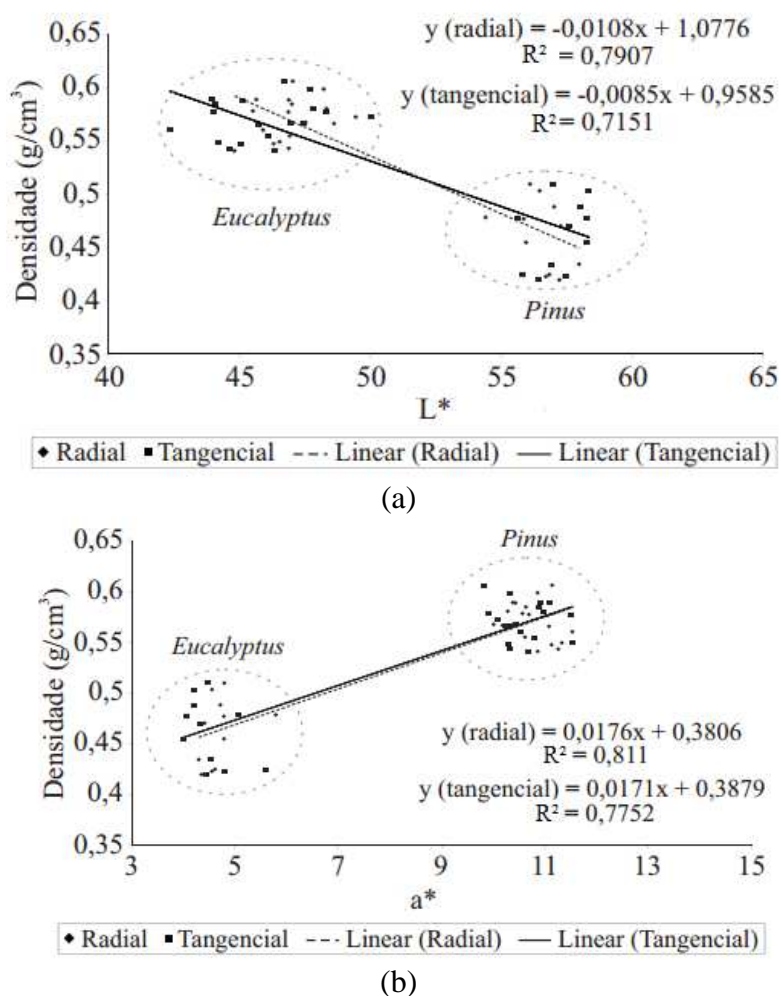 y (radial) = -0,0108x + 1,0776
R² = 0,7907
y (tangencial) = -0,0085x + 0,9585
R² = 0,7151
Densidade (g/cm³)
0,65
0,6
0,55
0,5
0,45
0,4
0,35
Eucalyptus
Pinus
40 45 50 55 60 65
L*
Radial Tangencial Linear (Radial) Linear (Tangencial)
(a)
Densidade (g/cm³)
0,65
0,6
0,55
0,5
0,45
0,4
0,35
Pinus
Eucalyptus
y (radial) = 0,0176x + 0,3806
R² = 0,811
y (tangencial) = 0,0171x + 0,3879
R² = 0,7752
3 5 7 9 11 13 15
a*
Radial Tangencial Linear (Radial) Linear (Tangencial)
(b)